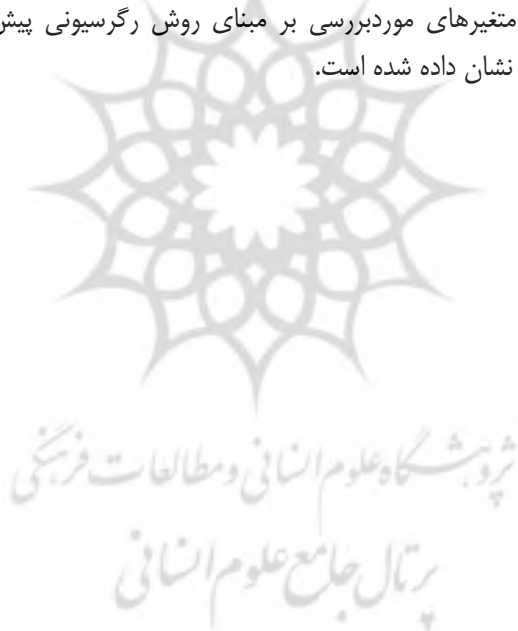 متغیرهای موردبررسی بر مبنای روش رگرسیونی پیش
نشان داده شده است.
پژوهشگاه علوم انسانی و مطالعات فرهنگی
پرتال جامع علوم انسانی